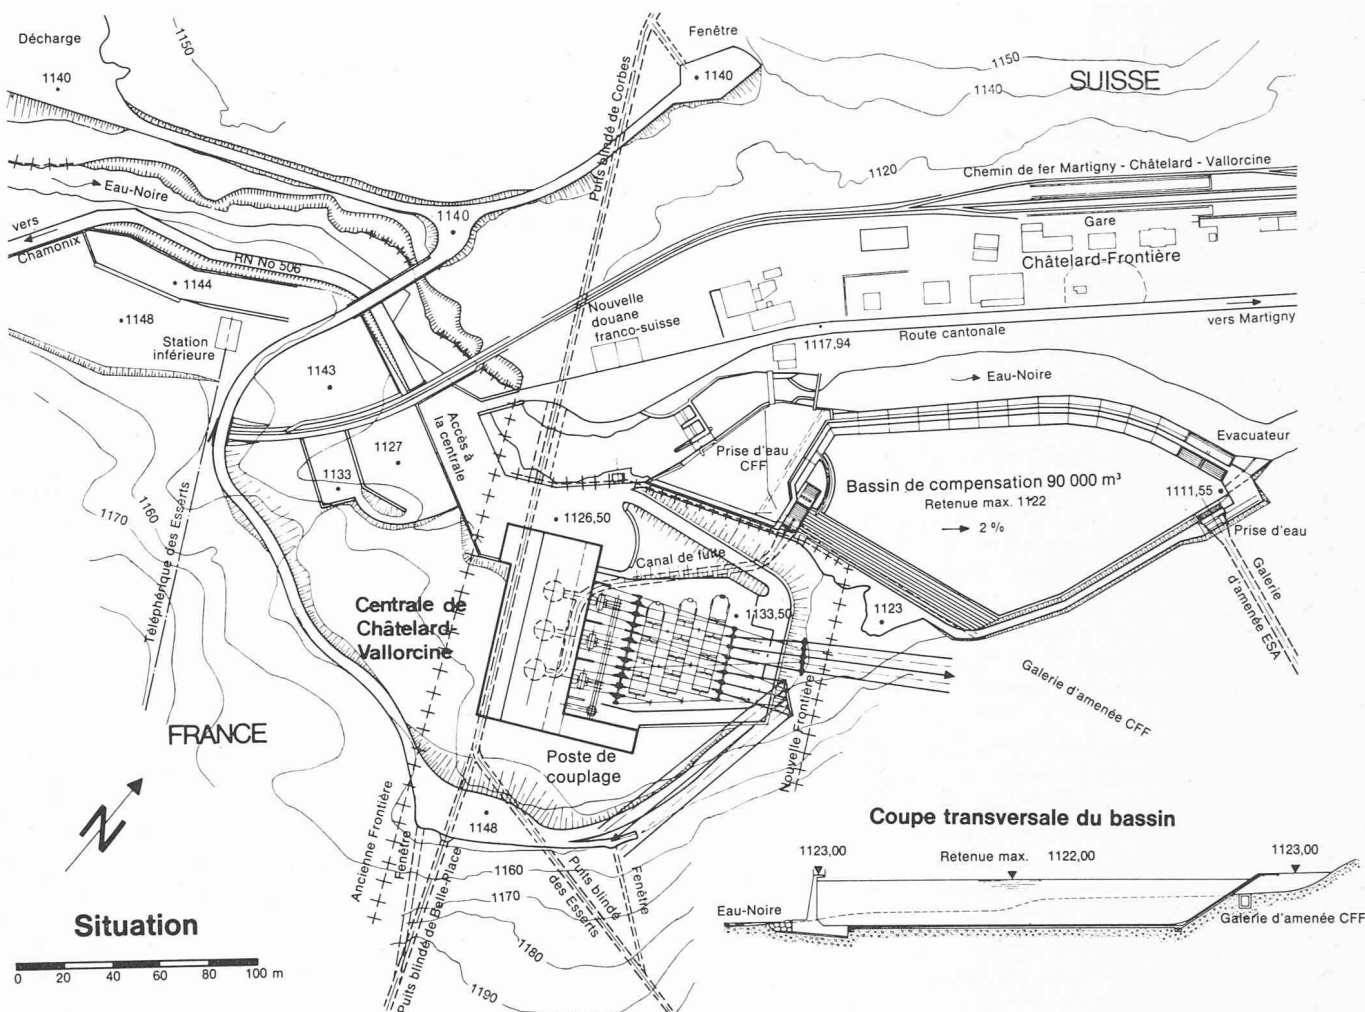 Décharge
1150
1140
Fenêtre
1140
1150
1140
SUISSE
Puits blindé de Corbes
1120
Chemin de fer Martigny - Châtelard - Vallorcine
Eau-Noire
vers
Chamonix
1140
RN No 506
Gare
Châtelard-Frontière
1144
1148
Station
inférieure
Nouvelle
douane
franco-suisse
Route cantonale
vers Martigny
1117,94
1143
Eau-Noire
Accès à
la centrale
1127
1133
Prise d'eau
CFF
Evacuateur
Bassin de compensation 90 000 m³
Retenue max. 1122
2 %
1111,55
Prise d'eau
1160
1170
Téléphérique des Esserts
1126,50
Canal de fuite
Galerie
d'amenée ESA
Centrale de
Châtelard-
Vallorcine
1133,50
1123
Galerie d'amenée CFF
FRANCE
Poste de
couplage
Nouvelle Frontière
N
Ancienne Frontière
Fenêtre
1148
Puits blindé de Belle-Place
1160
1170
1180
1190
Puits blindé
des Esserts
Fenêtre
Coupe transversale du bassin
1123,00
Retenue max. 1122,00
1123,00
Eau-Noire
Galerie d'amenée CFF
Situation
0 20 40 60 80 100 m